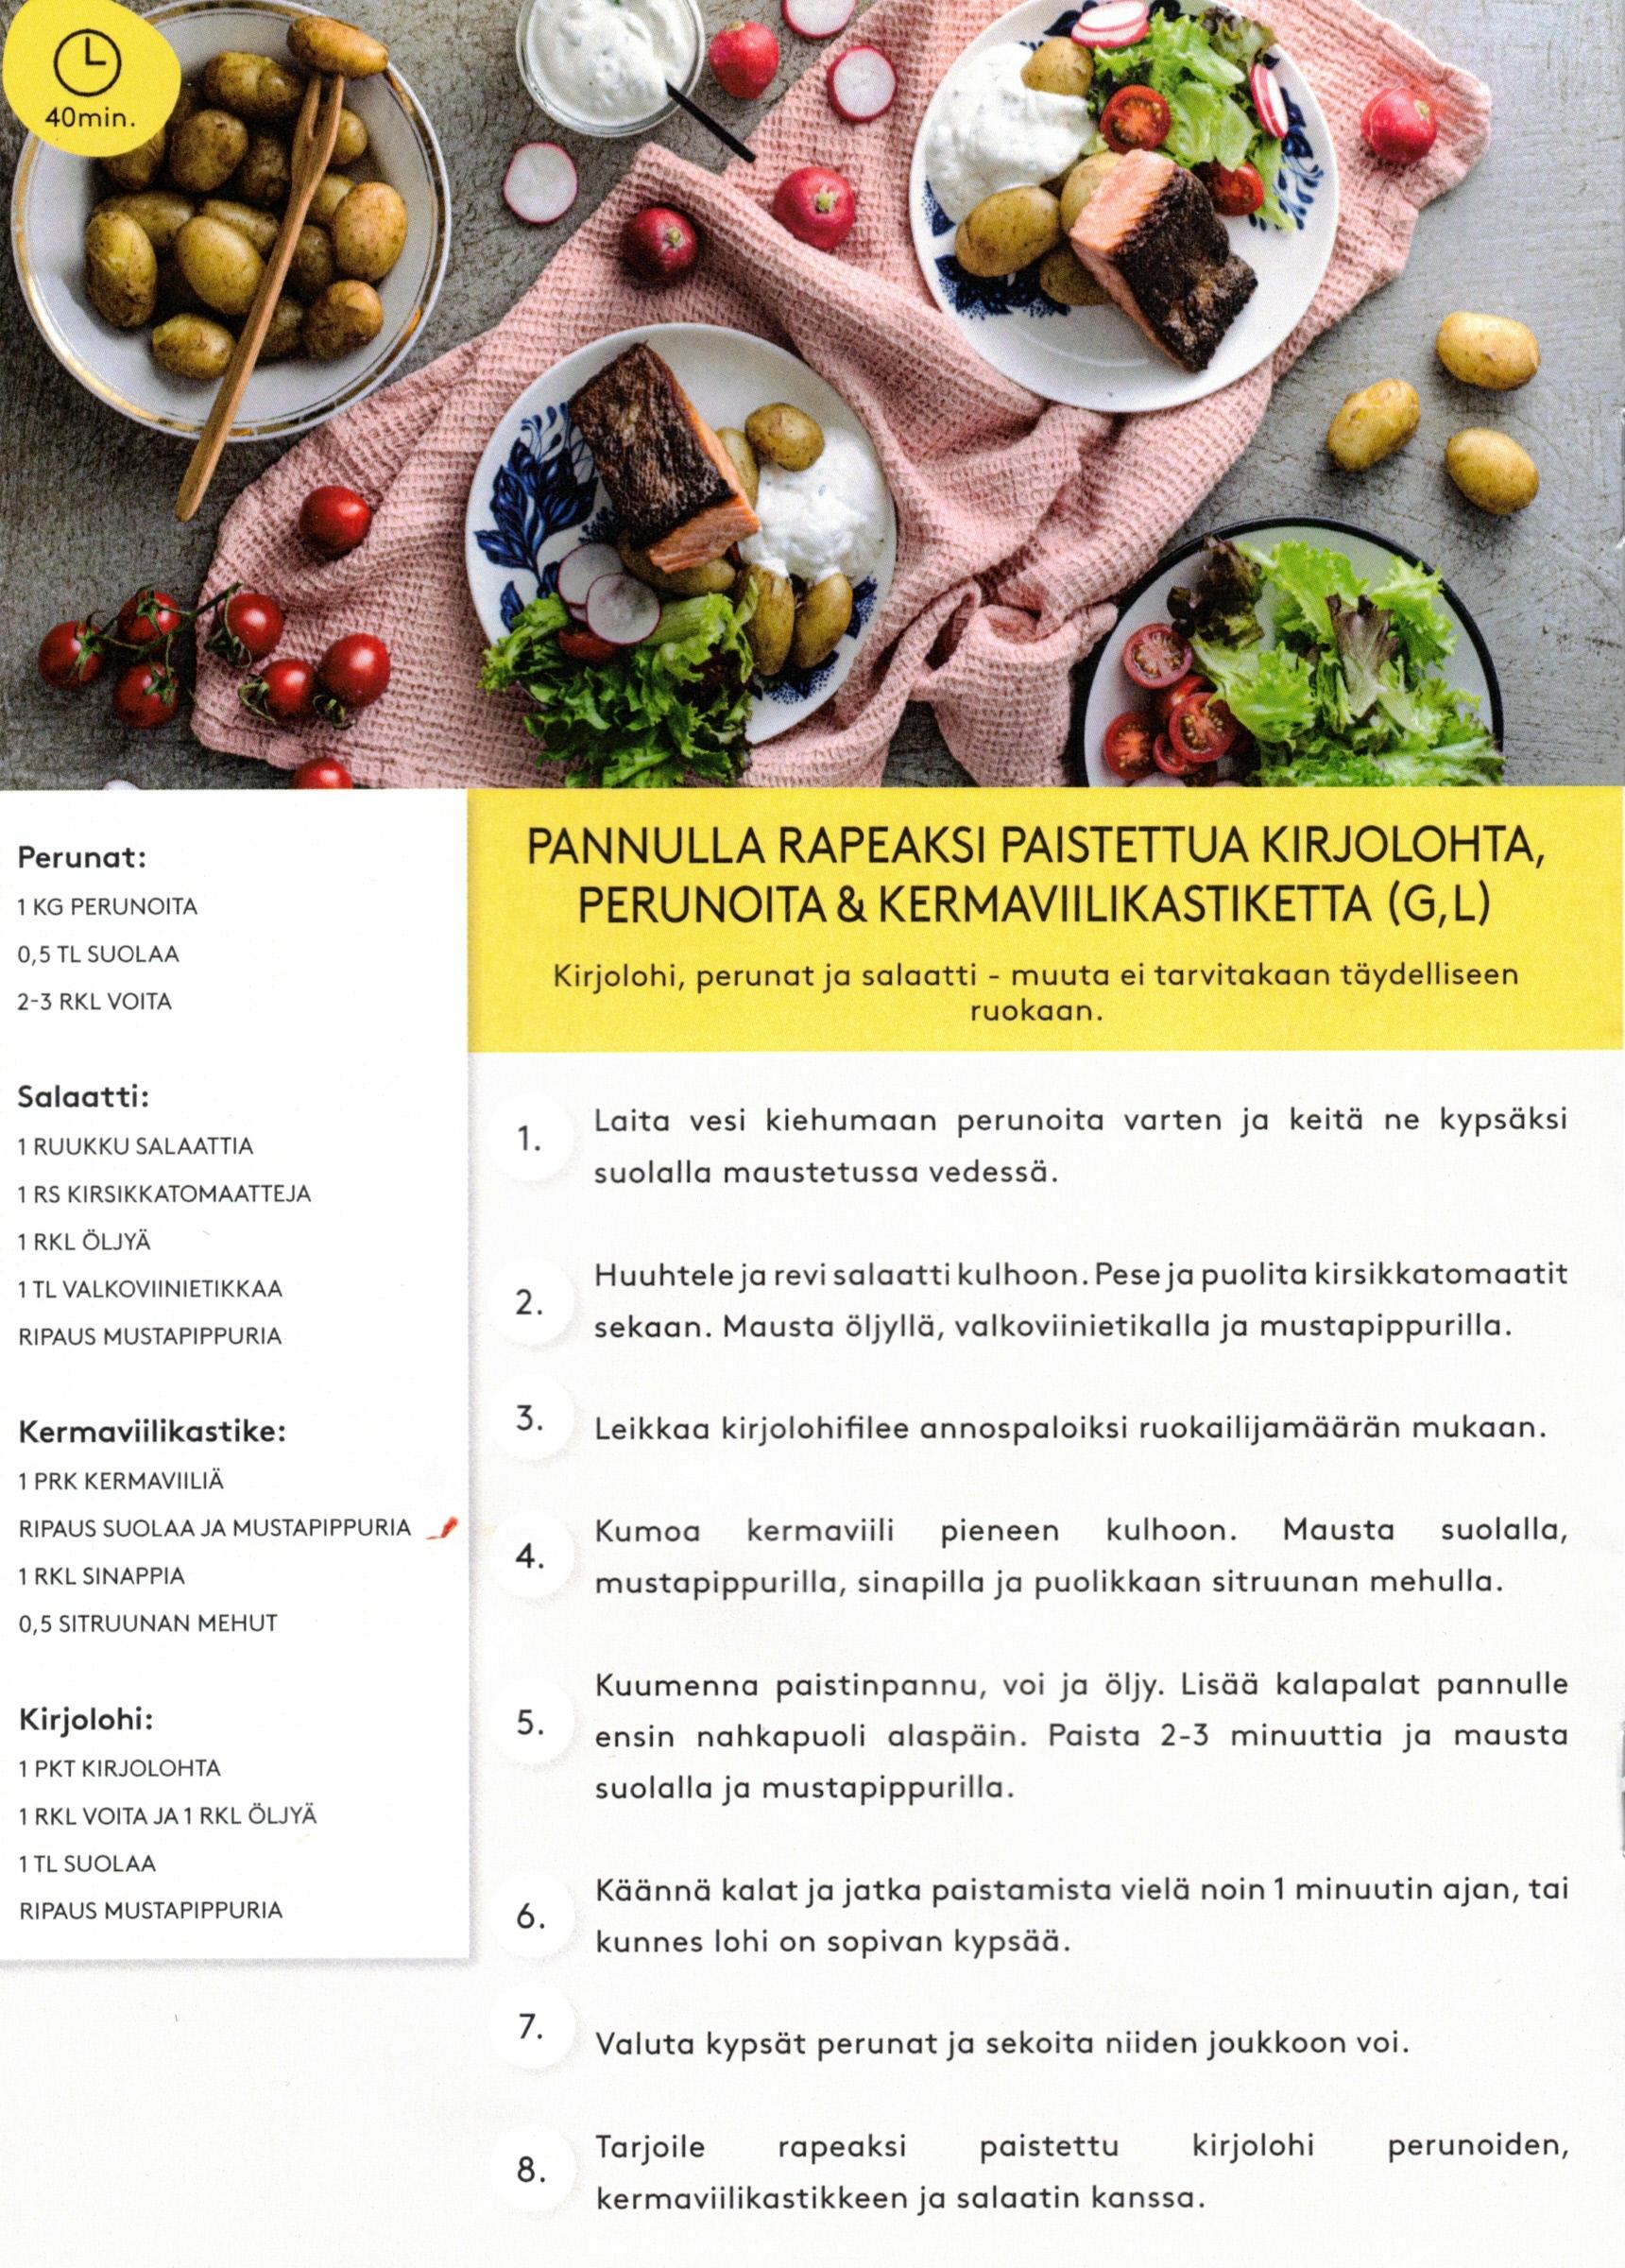 40min.
Perunat:
1 KG PERUNOITA
0,5 TL SUOLAA
2-3 RKL VOITA
Salaatti:
1 RUUKKU SALAATTIA
1 RS KIRSIKKATOMAATTEJA
1 RKL ÖLJYÄ
1 TL VALKOVIINIETIKKAA
RIPAUS MUSTAPIPPURIA
Kermaviilikastike:
1 PRK KERMAVIILIÄ
RIPAUS SUOLAA JA MUSTAPIPPURIA
1 RKL SINAPPIA
0,5 SITRUUNAN MEHUT
Kirjolohi:
1 PKT KIRJOLOHTA
1 RKL VOITA JA 1 RKL ÖLJYÄ
1 TL SUOLAA
RIPAUS MUSTAPIPPURIA
PANNULLA RAPEAKSI PAISTETTUA KIRJOLOHTA,
PERUNOITA & KERMAVIILIKASTIKETTA (G,L)
Kirjolohi, perunat ja salaatti - muuta ei tarvitakaan täydelliseen
ruokaan.
1. Laita vesi kiehumaan perunoita varten ja keitä ne kypsäksi
suolalla maustetussa vedessä.
2. Huuhtele ja revi salaatti kulhoon. Pese ja puolita kirsikkatomaatit
sekaan. Mausta öljyllä, valkoviinietikalla ja mustapippurilla.
3. Leikkaa kirjolohifilee annospaloiksi ruokailijamäärän mukaan.
4. Kumoa kermaviili pieneen kulhoon. Mausta suolalla,
mustapippurilla, sinapilla ja puolikkaan sitruunan mehulla.
5. Kuumenna paistinpannu, voi ja öljy. Lisää kalapalat pannulle
ensin nahkapuoli alaspäin. Paista 2-3 minuuttia ja mausta
suolalla ja mustapippurilla.
6. Käännä kalat ja jatka paistamista vielä noin 1 minuutin ajan, tai
kunnes lohi on sopivan kypsää.
7. Valuta kypsät perunat ja sekoita niiden joukkoon voi.
8. Tarjoile rapeaksi paistettu kirjolohi perunoiden,
kermaviilikastikkeen ja salaatin kanssa.